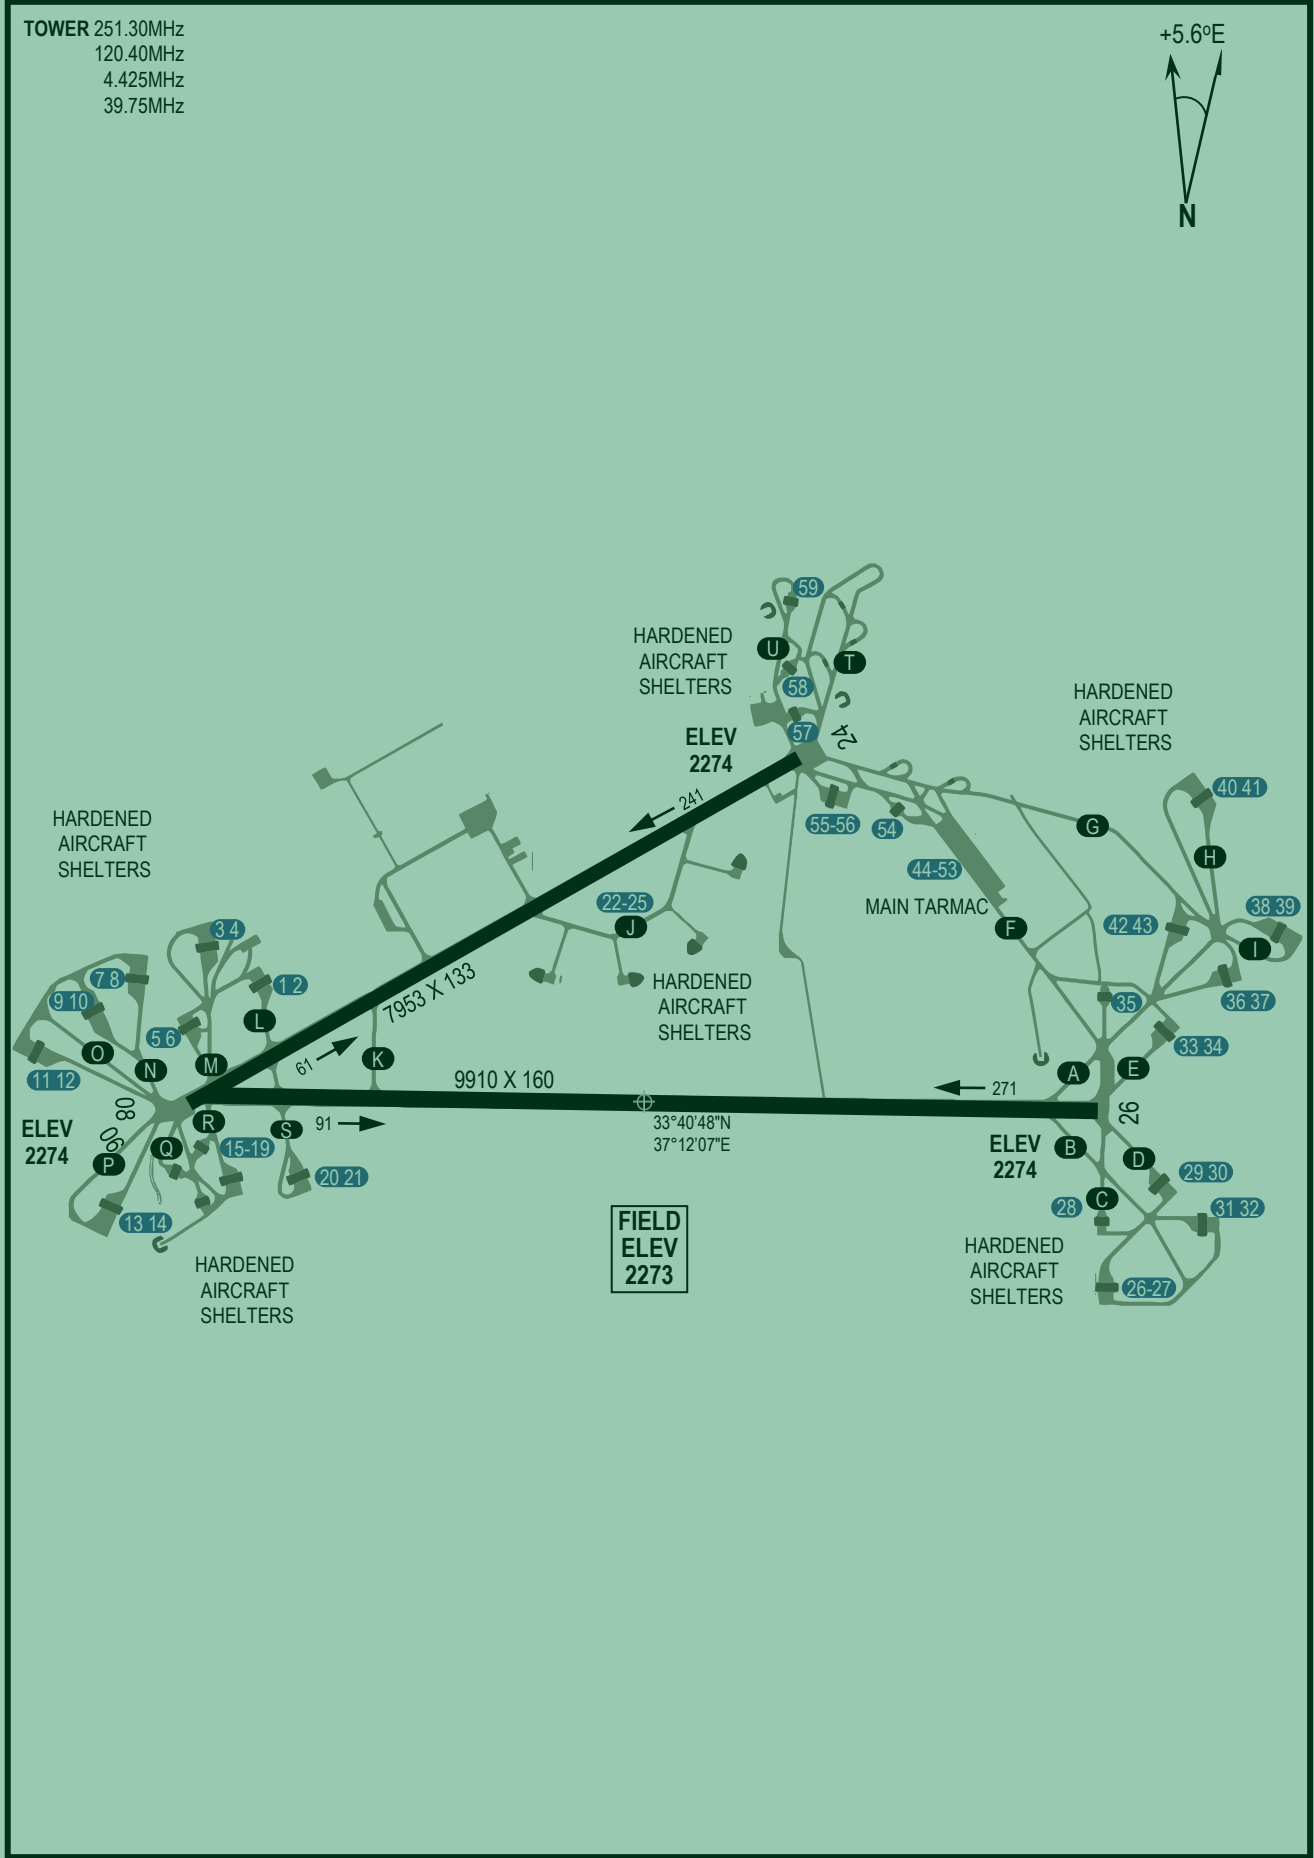 TOWER 251.30MHz
120.40MHz
4.425MHz
39.75MHz
+5.6ºE
N
59
HARDENED
AIRCRAFT
SHELTERS
U
T
58
57
24
ELEV
2274
HARDENED
AIRCRAFT
SHELTERS
241
55-56
54
G
40 41
H
44-53
MAIN TARMAC
F
38 39
42 43
I
36 37
35
33 34
HARDENED
AIRCRAFT
SHELTERS
22-25
J
HARDENED
AIRCRAFT
SHELTERS
7953 X 133
3 4
7 8
1 2
9 10
5 6
L
O
N
M
11 12
61
K
A
E
9910 X 160
271
08
06
ELEV
2274
R
S
91
33°40'48"N
37°12'07"E
26
ELEV
2274
P
Q
15-19
20 21
13 14
B
D
29 30
28
C
31 32
26-27
FIELD
ELEV
2273
HARDENED
AIRCRAFT
SHELTERS
HARDENED
AIRCRAFT
SHELTERS